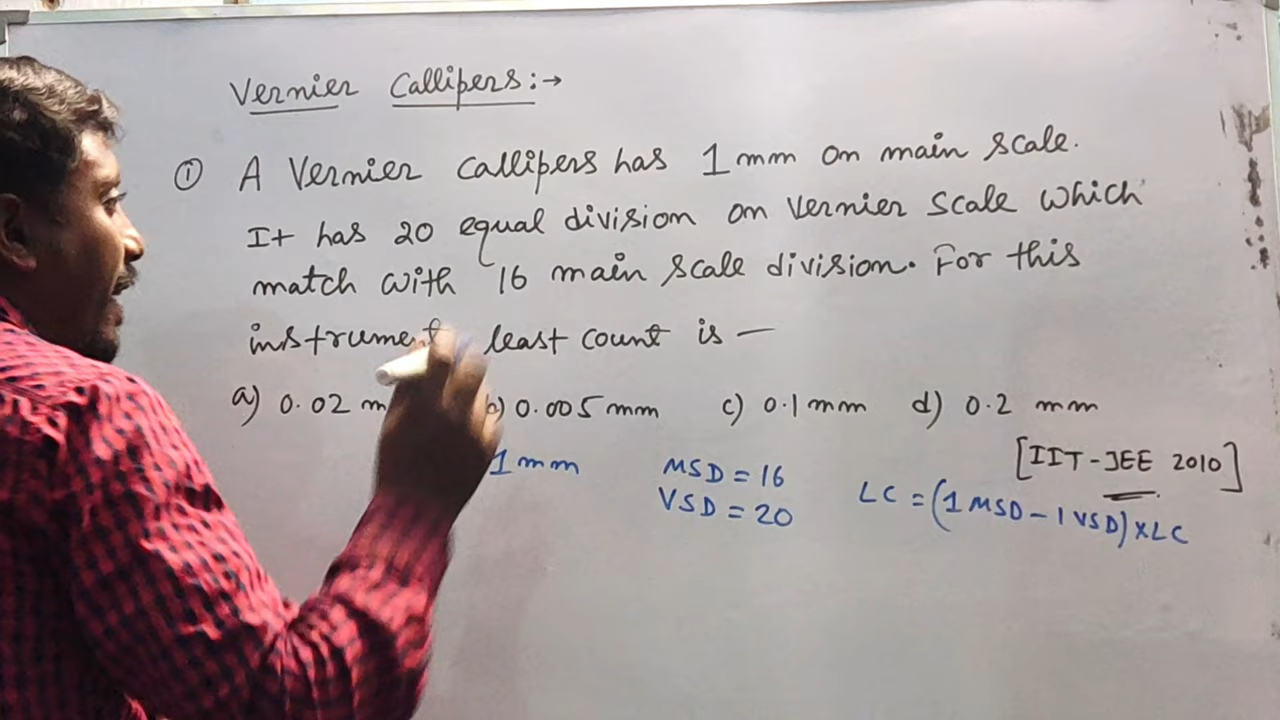 Vernier Callipers:→
① A Vernier Callipers has 1 mm on main scale.
It has 20 equal division on Vernier Scale which
match with 16 main scale division. For this
instrument least count is —
a) 0.02 m b) 0.005 mm c) 0.1 mm d) 0.2 mm
[IIT-JEE 2010]
1 mm MSD = 16 LC = (1 MSD - 1 VSD) × LC
VSD = 20